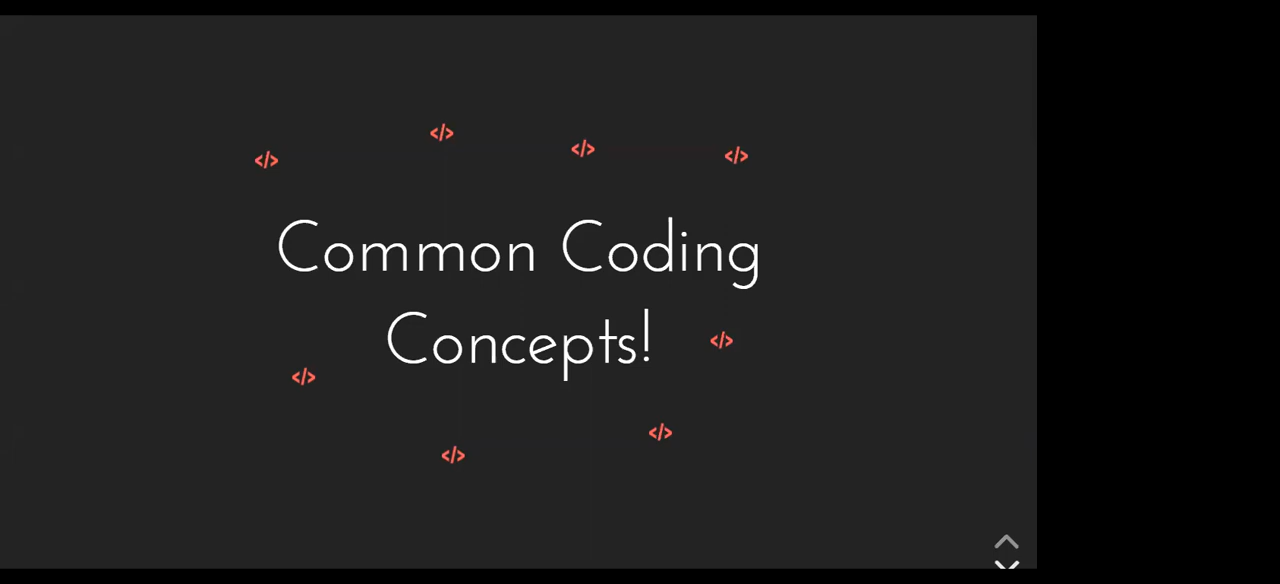 </> </> </> </>
Common Coding
Concepts! </>
</>
</> </>